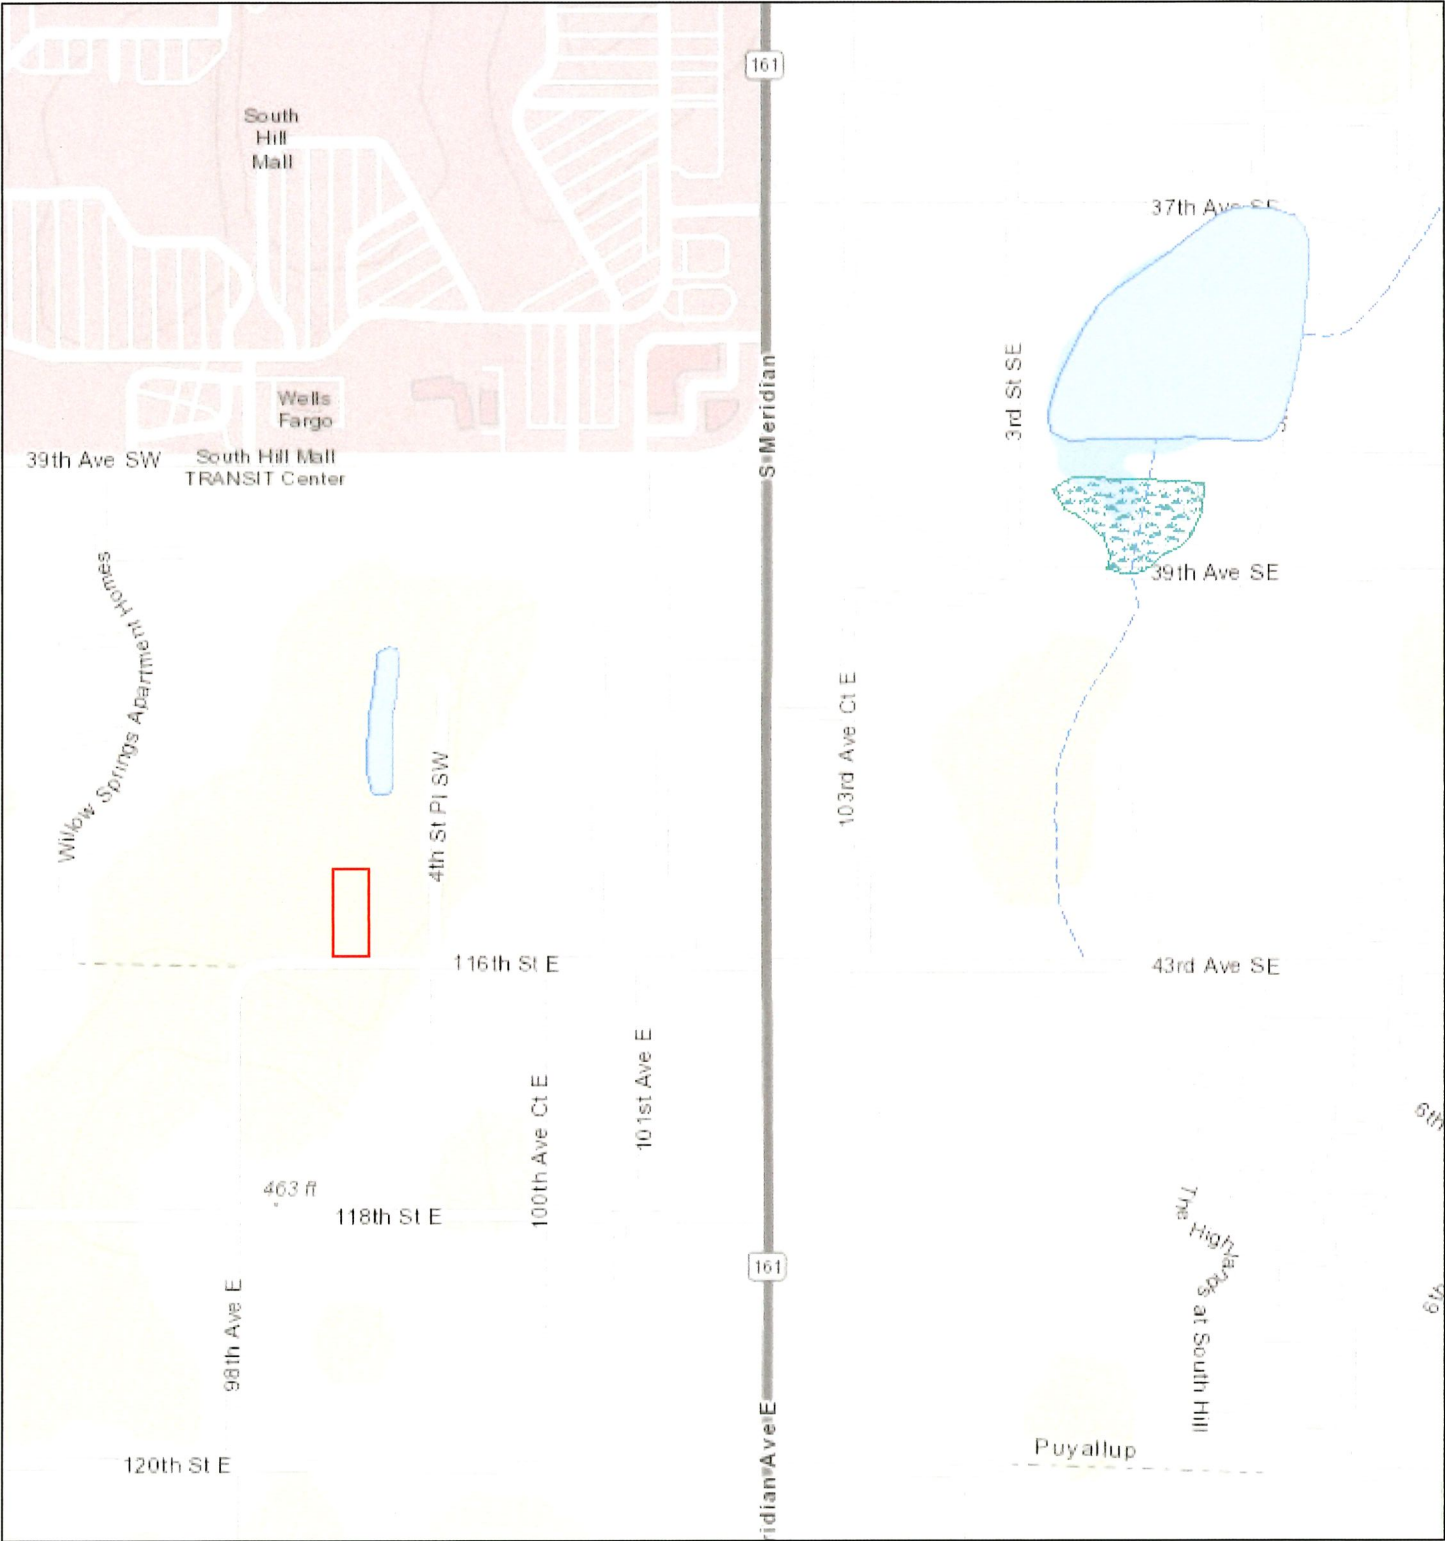 161
South
Hill
Mall
37th Ave SE
3rd St SE
S Meridian
Wells
Fargo
39th Ave SW
South Hill Mall
TRANSIT Center
39th Ave SE
Willow Springs Apartment Homes
4th St Pl SW
103rd Ave Ct E
116th St E
43rd Ave SE
101st Ave E
100th Ave Ct E
6th
463 ft
118th St E
The Highlands at South Hill
161
98th Ave E
ridian Ave E
Puyallup
120th St E